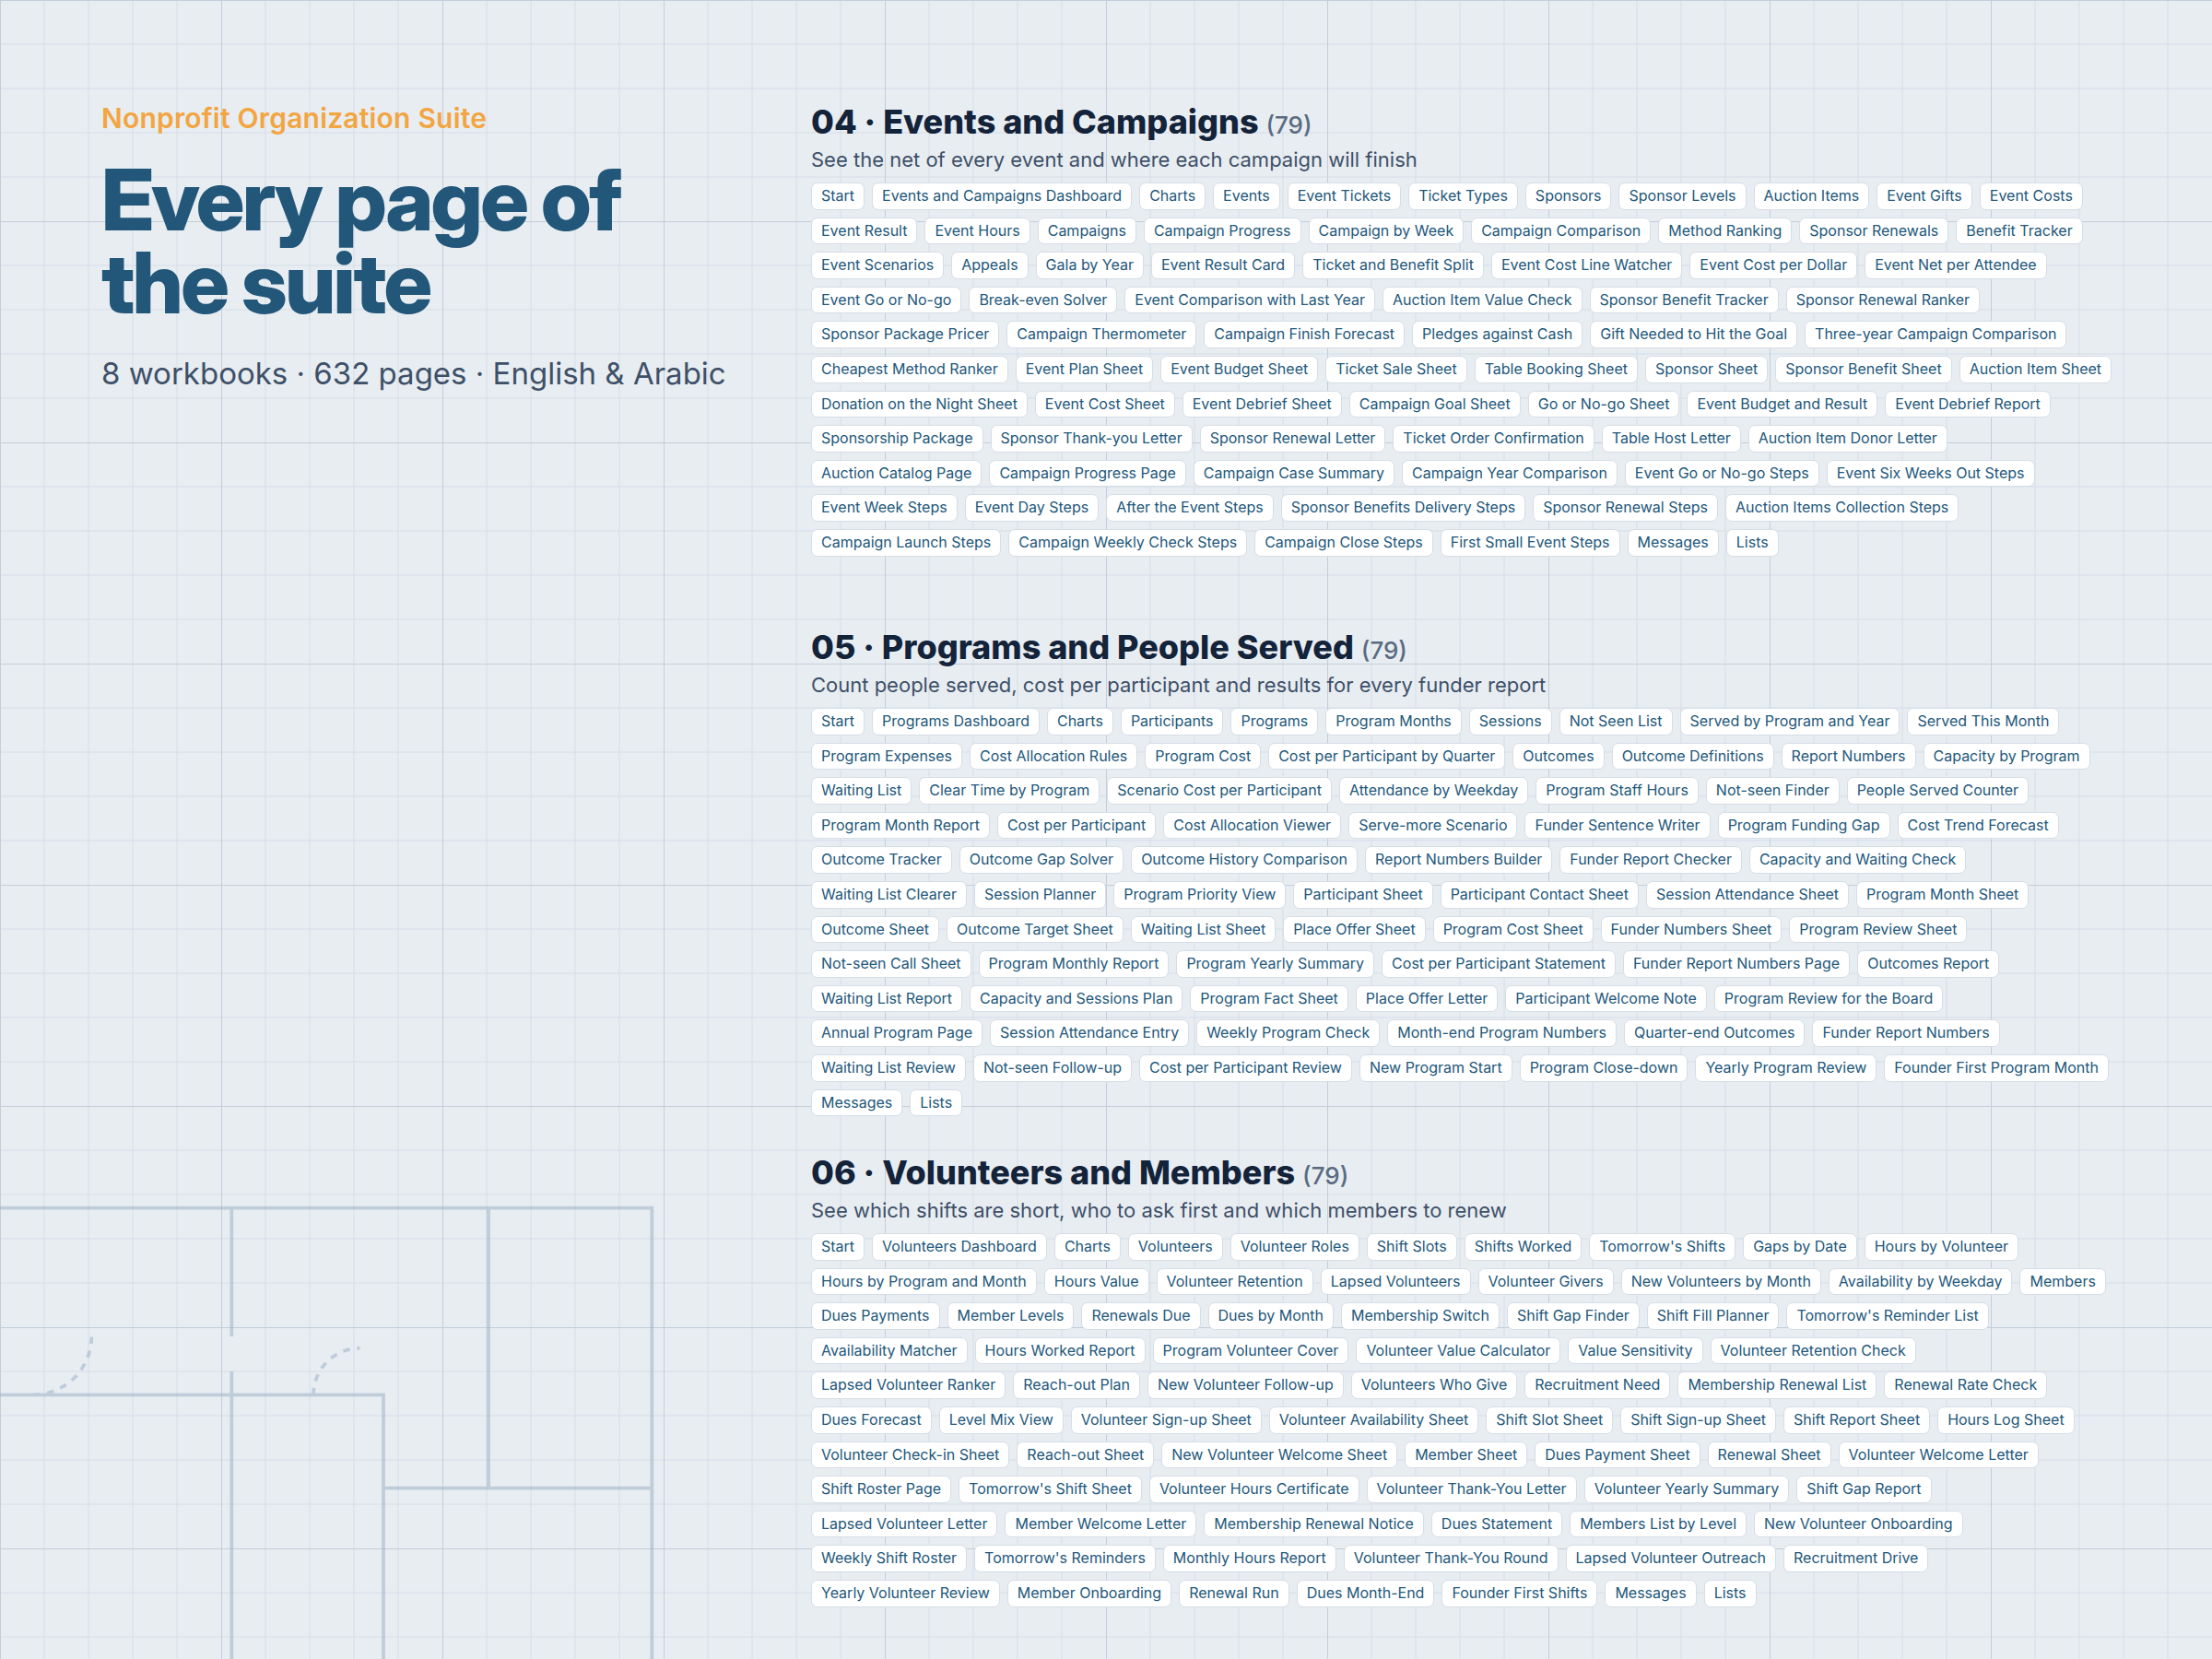 Nonprofit Organization Suite
Every page of
the suite
8 workbooks · 632 pages · English & Arabic
04 · Events and Campaigns (79)
See the net of every event and where each campaign will finish
Start Events and Campaigns Dashboard Charts Events Event Tickets Ticket Types Sponsors Sponsor Levels Auction Items Event Gifts Event Costs
Event Result Event Hours Campaigns Campaign Progress Campaign by Week Campaign Comparison Method Ranking Sponsor Renewals Benefit Tracker
Event Scenarios Appeals Gala by Year Event Result Card Ticket and Benefit Split Event Cost Line Watcher Event Cost per Dollar Event Net per Attendee
Event Go or No-go Break-even Solver Event Comparison with Last Year Auction Item Value Check Sponsor Benefit Tracker Sponsor Renewal Ranker
Sponsor Package Pricer Campaign Thermometer Campaign Finish Forecast Pledges against Cash Gift Needed to Hit the Goal Three-year Campaign Comparison
Cheapest Method Ranker Event Plan Sheet Event Budget Sheet Ticket Sale Sheet Table Booking Sheet Sponsor Sheet Sponsor Benefit Sheet Auction Item Sheet
Donation on the Night Sheet Event Cost Sheet Event Debrief Sheet Campaign Goal Sheet Go or No-go Sheet Event Budget and Result Event Debrief Report
Sponsorship Package Sponsor Thank-you Letter Sponsor Renewal Letter Ticket Order Confirmation Table Host Letter Auction Item Donor Letter
Auction Catalog Page Campaign Progress Page Campaign Case Summary Campaign Year Comparison Event Go or No-go Steps Event Six Weeks Out Steps
Event Week Steps Event Day Steps After the Event Steps Sponsor Benefits Delivery Steps Sponsor Renewal Steps Auction Items Collection Steps
Campaign Launch Steps Campaign Weekly Check Steps Campaign Close Steps First Small Event Steps Messages Lists
05 · Programs and People Served (79)
Count people served, cost per participant and results for every funder report
Start Programs Dashboard Charts Participants Programs Program Months Sessions Not Seen List Served by Program and Year Served This Month
Program Expenses Cost Allocation Rules Program Cost Cost per Participant by Quarter Outcomes Outcome Definitions Report Numbers Capacity by Program
Waiting List Clear Time by Program Scenario Cost per Participant Attendance by Weekday Program Staff Hours Not-seen Finder People Served Counter
Program Month Report Cost per Participant Cost Allocation Viewer Serve-more Scenario Funder Sentence Writer Program Funding Gap Cost Trend Forecast
Outcome Tracker Outcome Gap Solver Outcome History Comparison Report Numbers Builder Funder Report Checker Capacity and Waiting Check
Waiting List Clearer Session Planner Program Priority View Participant Sheet Participant Contact Sheet Session Attendance Sheet Program Month Sheet
Outcome Sheet Outcome Target Sheet Waiting List Sheet Place Offer Sheet Program Cost Sheet Funder Numbers Sheet Program Review Sheet
Not-seen Call Sheet Program Monthly Report Program Yearly Summary Cost per Participant Statement Funder Report Numbers Page Outcomes Report
Waiting List Report Capacity and Sessions Plan Program Fact Sheet Place Offer Letter Participant Welcome Note Program Review for the Board
Annual Program Page Session Attendance Entry Weekly Program Check Month-end Program Numbers Quarter-end Outcomes Funder Report Numbers
Waiting List Review Not-seen Follow-up Cost per Participant Review New Program Start Program Close-down Yearly Program Review Founder First Program Month
Messages Lists
06 · Volunteers and Members (79)
See which shifts are short, who to ask first and which members to renew
Start Volunteers Dashboard Charts Volunteers Volunteer Roles Shift Slots Shifts Worked Tomorrow's Shifts Gaps by Date Hours by Volunteer
Hours by Program and Month Hours Value Volunteer Retention Lapsed Volunteers Volunteer Givers New Volunteers by Month Availability by Weekday Members
Dues Payments Member Levels Renewals Due Dues by Month Membership Switch Shift Gap Finder Shift Fill Planner Tomorrow's Reminder List
Availability Matcher Hours Worked Report Program Volunteer Cover Volunteer Value Calculator Value Sensitivity Volunteer Retention Check
Lapsed Volunteer Ranker Reach-out Plan New Volunteer Follow-up Volunteers Who Give Recruitment Need Membership Renewal List Renewal Rate Check
Dues Forecast Level Mix View Volunteer Sign-up Sheet Volunteer Availability Sheet Shift Slot Sheet Shift Sign-up Sheet Shift Report Sheet Hours Log Sheet
Volunteer Check-in Sheet Reach-out Sheet New Volunteer Welcome Sheet Member Sheet Dues Payment Sheet Renewal Sheet Volunteer Welcome Letter
Shift Roster Page Tomorrow's Shift Sheet Volunteer Hours Certificate Volunteer Thank-You Letter Volunteer Yearly Summary Shift Gap Report
Lapsed Volunteer Letter Member Welcome Letter Membership Renewal Notice Dues Statement Members List by Level New Volunteer Onboarding
Weekly Shift Roster Tomorrow's Reminders Monthly Hours Report Volunteer Thank-You Round Lapsed Volunteer Outreach Recruitment Drive
Yearly Volunteer Review Member Onboarding Renewal Run Dues Month-End Founder First Shifts Messages Lists